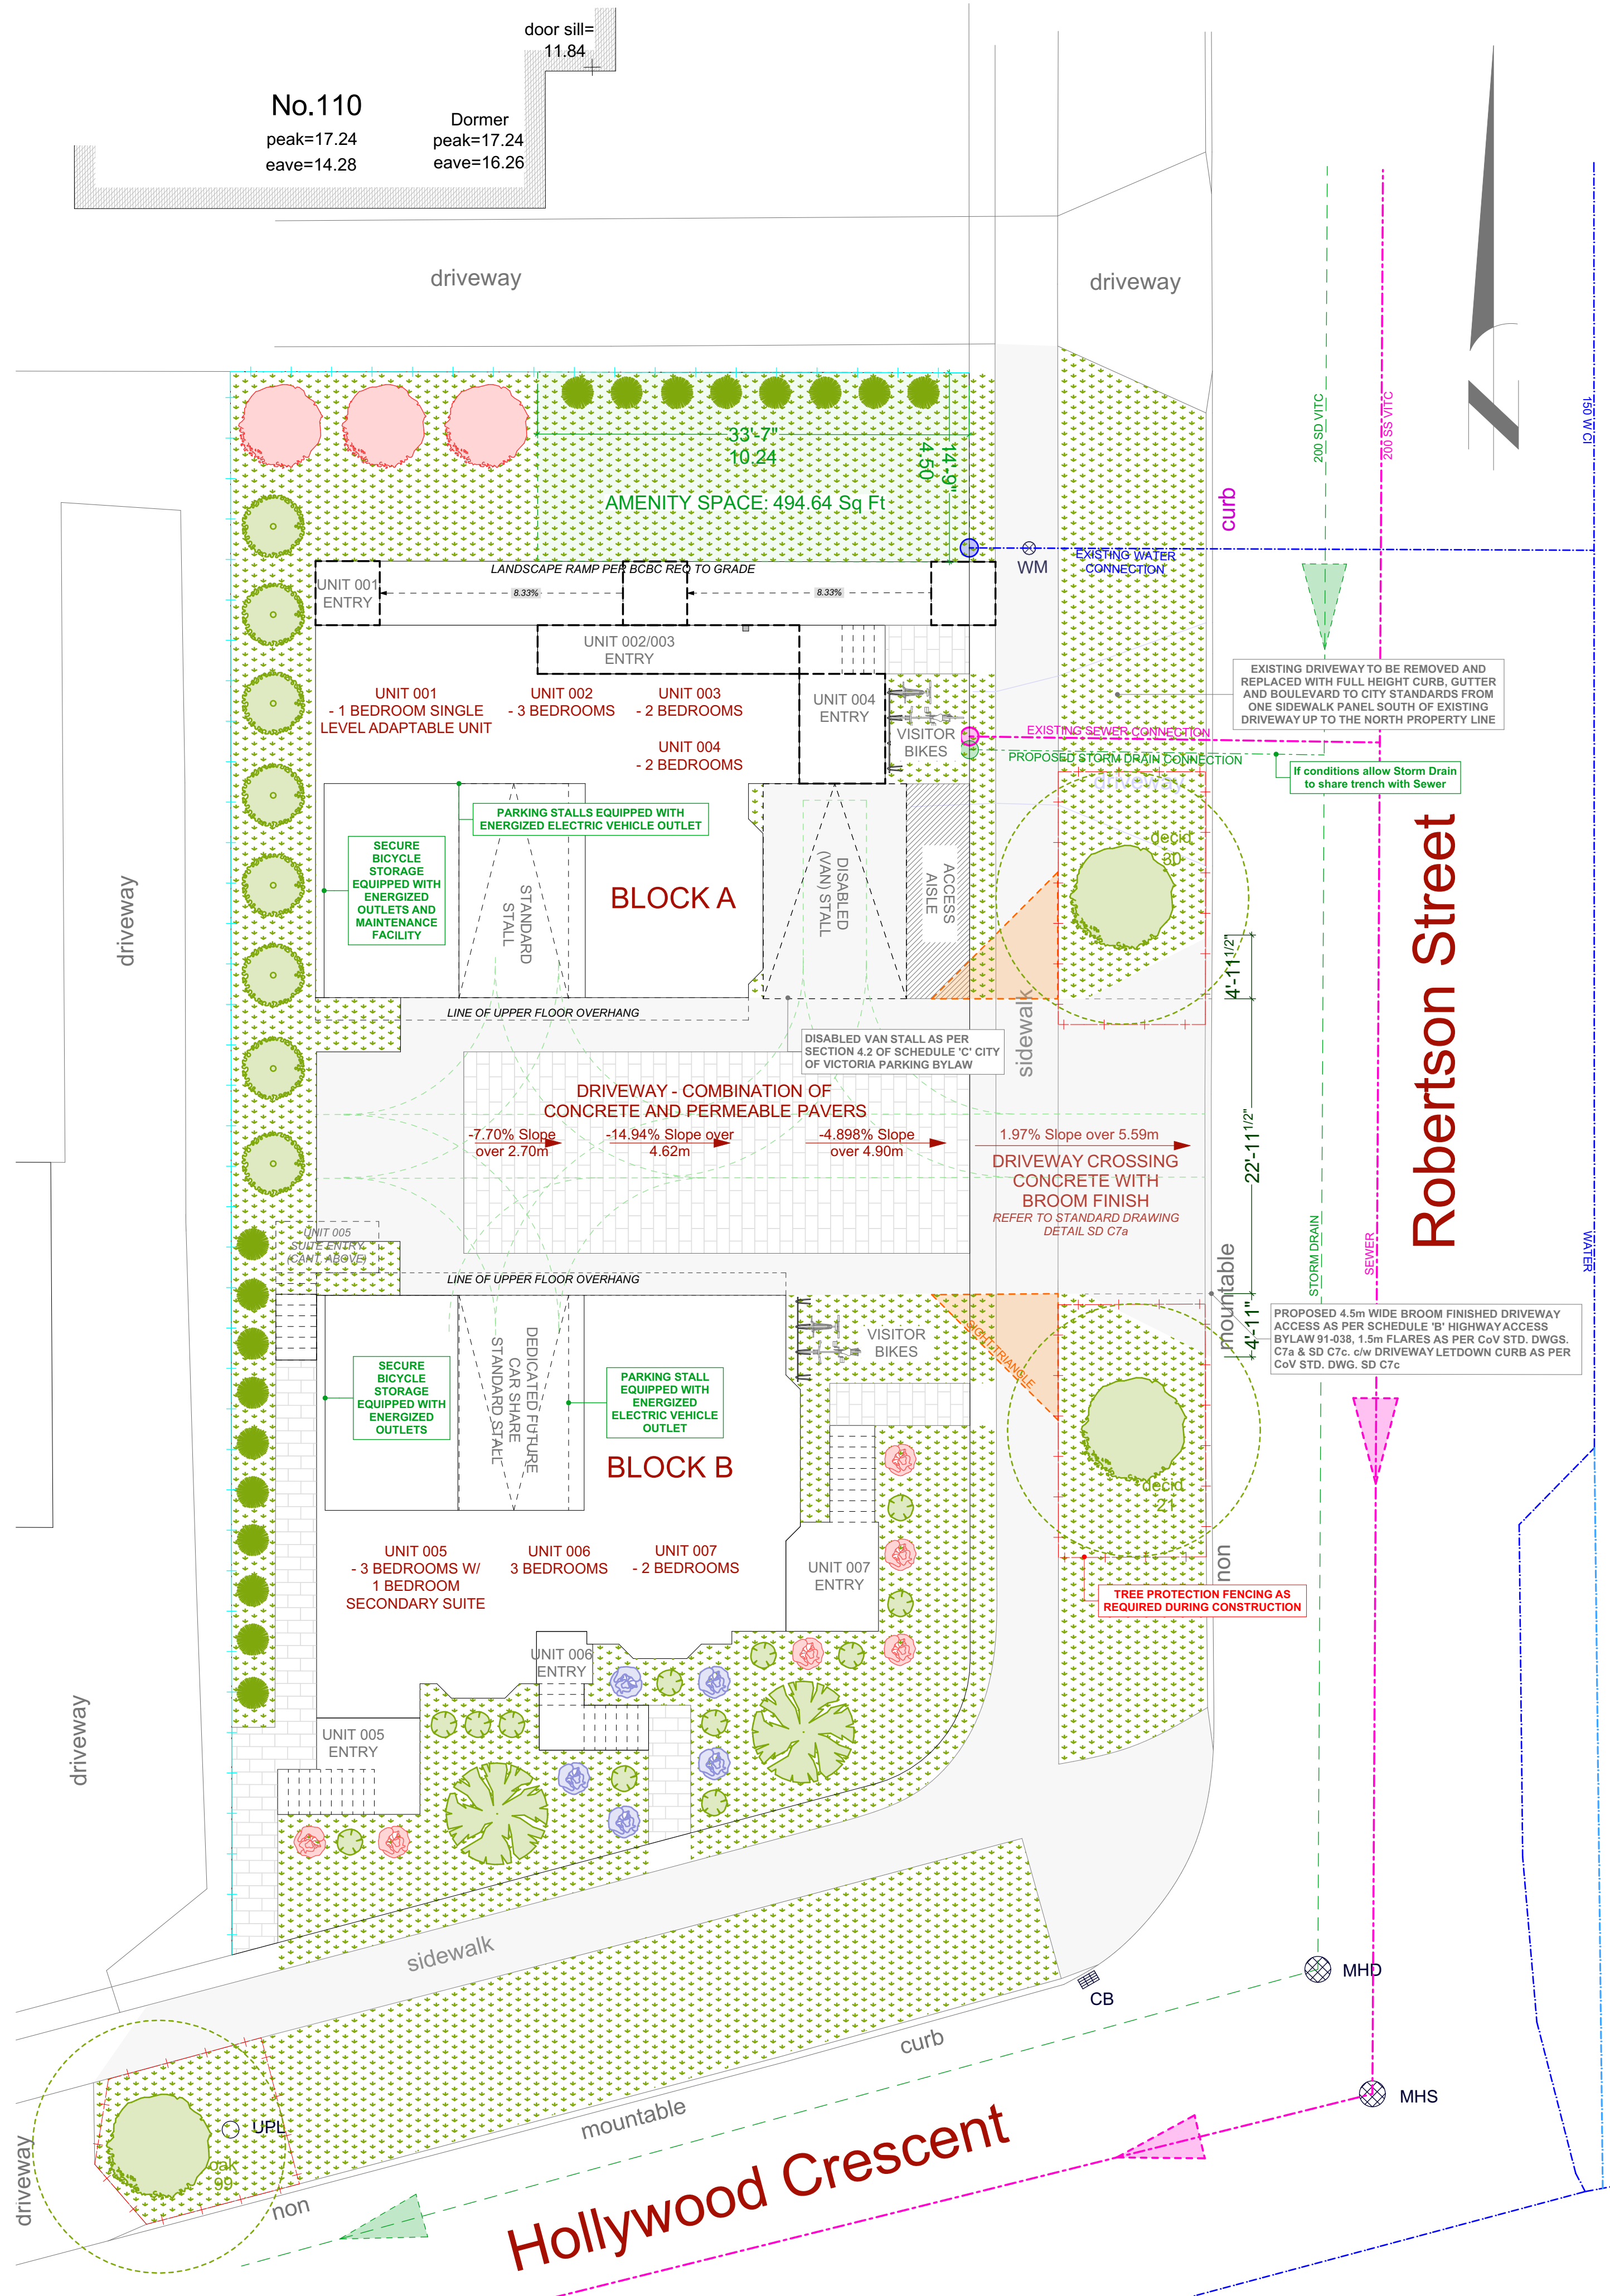 door sill=
11.84
No.110
peak=17.24
eave=14.28
Dormer
peak=17.24
eave=16.26
driveway
driveway
33'-7"
10.24
14'-9"
4.50
AMENITY SPACE: 494.64 Sq Ft
200 SD VITC
200 SS VITC
150 W CI
curb
WM
EXISTING WATER
CONNECTION
LANDSCAPE RAMP PER BCBC REQ TO GRADE
8.33%
8.33%
UNIT 001
ENTRY
UNIT 002/003
ENTRY
UNIT 001
- 1 BEDROOM SINGLE
LEVEL ADAPTABLE UNIT
UNIT 002
- 3 BEDROOMS
UNIT 003
- 2 BEDROOMS
UNIT 004
- 2 BEDROOMS
UNIT 004
ENTRY
VISITOR
BIKES
EXISTING DRIVEWAY TO BE REMOVED AND
REPLACED WITH FULL HEIGHT CURB, GUTTER
AND BOULEVARD TO CITY STANDARDS FROM
ONE SIDEWALK PANEL SOUTH OF EXISTING
DRIVEWAY UP TO THE NORTH PROPERTY LINE
EXISTING SEWER CONNECTION
PROPOSED STORM DRAIN CONNECTION
If conditions allow Storm Drain
to share trench with Sewer
driveway
PARKING STALLS EQUIPPED WITH
ENERGIZED ELECTRIC VEHICLE OUTLET
SECURE
BICYCLE
STORAGE
EQUIPPED WITH
ENERGIZED
OUTLETS AND
MAINTENANCE
FACILITY
STANDARD
STALL
BLOCK A
DISABLED
(VAN) STALL
ACCESS
AISLE
decid
30
driveway
Robertson Street
4'-11 1/2"
LINE OF UPPER FLOOR OVERHANG
DISABLED VAN STALL AS PER
SECTION 4.2 OF SCHEDULE 'C' CITY
OF VICTORIA PARKING BYLAW
sidewalk
DRIVEWAY - COMBINATION OF
CONCRETE AND PERMEABLE PAVERS
-7.70% Slope
over 2.70m
-14.94% Slope over
4.62m
-4.898% Slope
over 4.90m
1.97% Slope over 5.59m
DRIVEWAY CROSSING
CONCRETE WITH
BROOM FINISH
REFER TO STANDARD DRAWING
DETAIL SD C7a
22'-11 1/2"
UNIT 005
SUITE ENTRY
(CANT. ABOVE)
LINE OF UPPER FLOOR OVERHANG
STORM DRAIN
SEWER
WATER
mountable
4'-11"
PROPOSED 4.5m WIDE BROOM FINISHED DRIVEWAY
ACCESS AS PER SCHEDULE 'B' HIGHWAY ACCESS
BYLAW 91-038, 1.5m FLARES AS PER CoV STD. DWGS.
C7a & SD C7c. c/w DRIVEWAY LETDOWN CURB AS PER
CoV STD. DWG. SD C7c
VISITOR
BIKES
SIGHT TRIANGLE
SECURE
BICYCLE
STORAGE
EQUIPPED WITH
ENERGIZED
OUTLETS
DEDICATED FUTURE
CAR SHARE
STANDARD STALL
PARKING STALL
EQUIPPED WITH
ENERGIZED
ELECTRIC VEHICLE
OUTLET
BLOCK B
decid
21
UNIT 005
- 3 BEDROOMS W/
1 BEDROOM
SECONDARY SUITE
UNIT 006
3 BEDROOMS
UNIT 007
- 2 BEDROOMS
UNIT 007
ENTRY
non
TREE PROTECTION FENCING AS
REQUIRED DURING CONSTRUCTION
UNIT 006
ENTRY
UNIT 005
ENTRY
driveway
sidewalk
MHD
CB
curb
MHS
mountable
UPL
oak
99
driveway
non
Hollywood Crescent